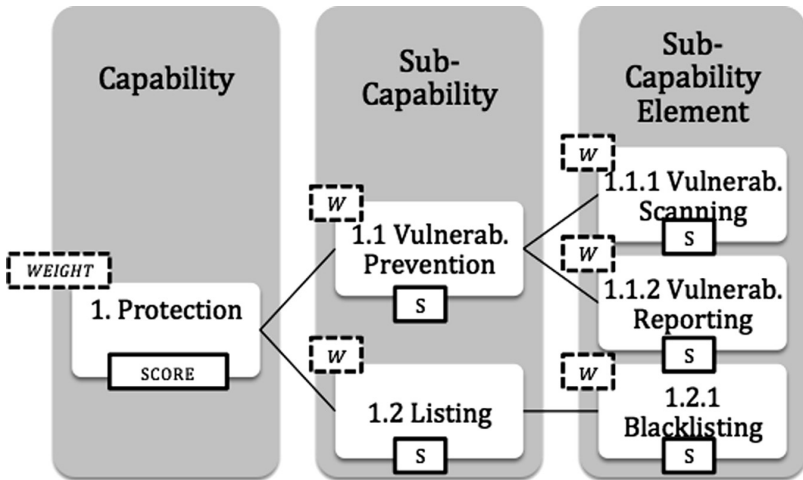 Capability
WEIGHT
1. Protection
SCORE
Sub-
Capability
W
1.1 Vulnerab.
Prevention
S
W
1.2 Listing
S
Sub-
Capability
Element
W
1.1.1 Vulnerab.
Scanning
S
W
1.1.2 Vulnerab.
Reporting
S
W
1.2.1
Blacklisting
S